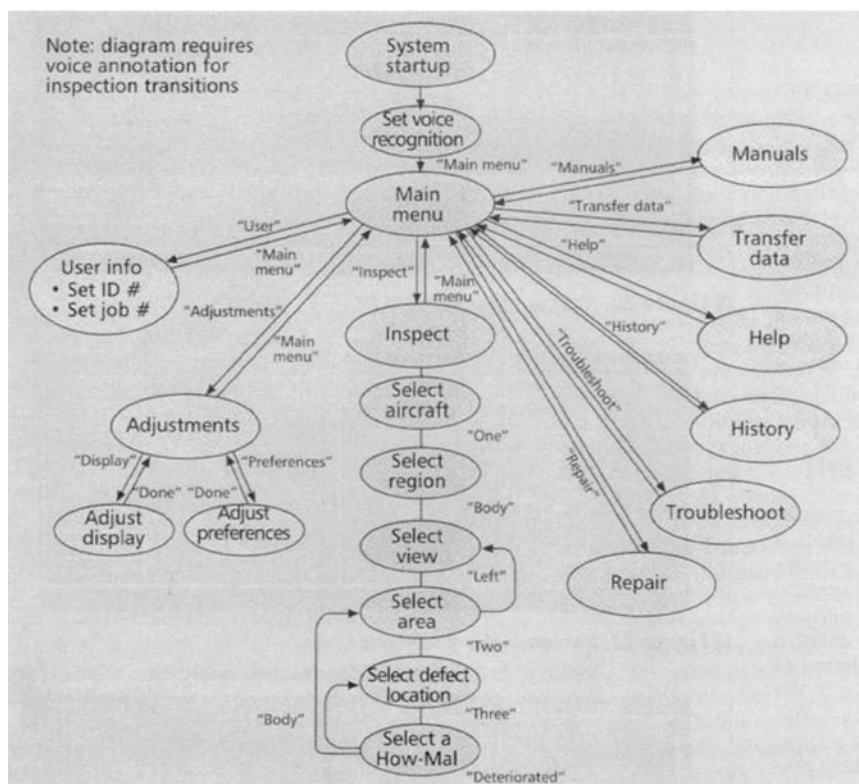 Note: diagram requires
voice annotation for
inspection transitions
System
startup
Set voice
recognition
"Main menu"
Main
menu
"Manuals"
Manuals
"Transfer data"
Transfer
data
"Help"
Help
"History"
History
"Troubleshoot"
Troubleshoot
"Repair"
Repair
"User"
"Main
menu"
User info
• Set ID #
• Set job #
"Adjustments"
"Main
menu"
Adjustments
"Display"
"Done"
"Done"
"Preferences"
Adjust
display
Adjust
preferences
"Inspect"
"Main
menu"
Inspect
Select
aircraft
"One"
Select
region
"Body"
Select
view
"Left"
Select
area
"Two"
Select defect
location
"Body"
"Three"
Select a
How-Mal
"Deteriorated"